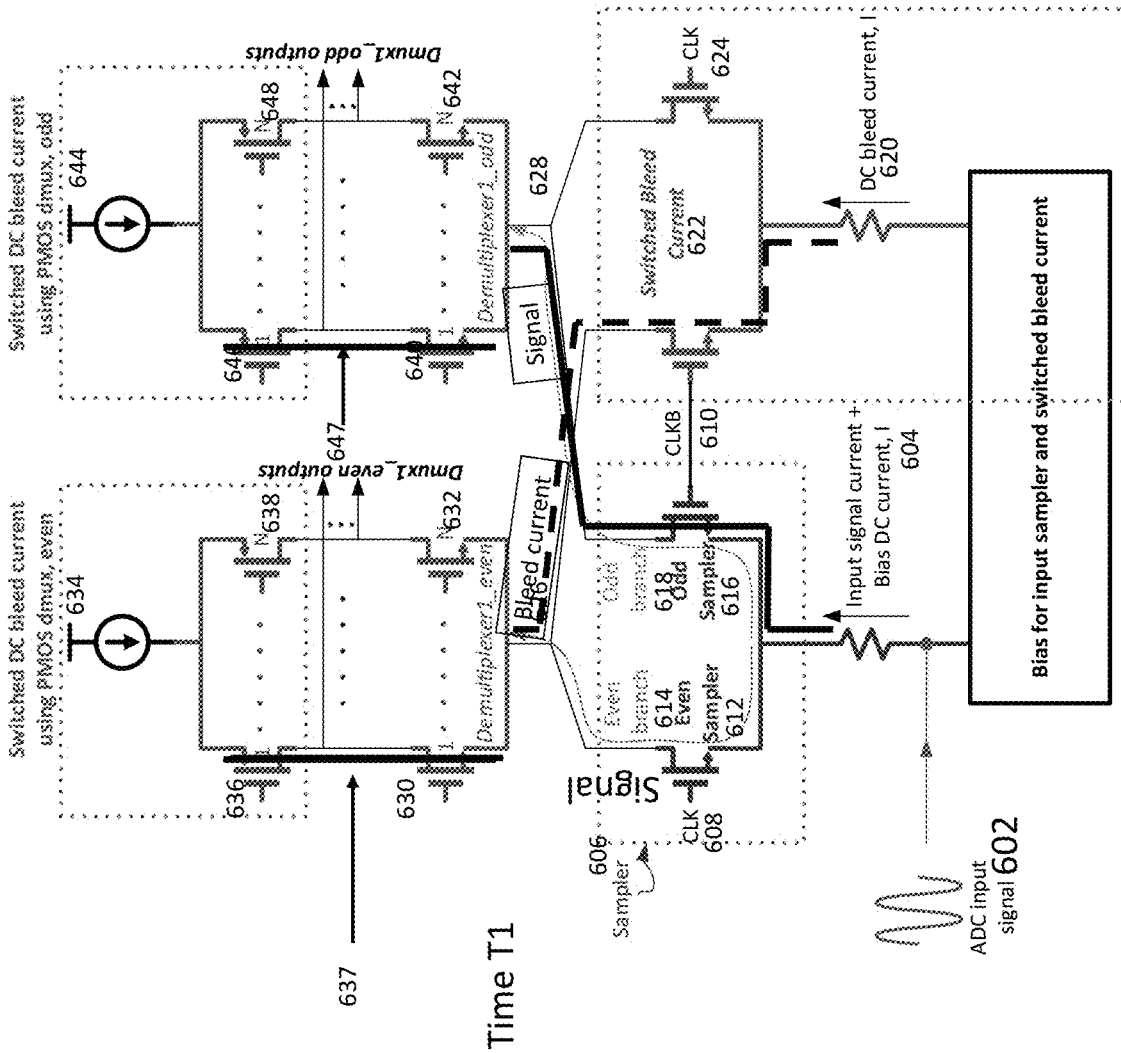 Switched DC bleed current
using PMOS dmux, even
634
Switched DC bleed current
using PMOS dmux, odd
644
636
1
N
638
Dmux1_even outputs
637
630
1
N
632
Demultiplexer1_even
1
N
648
Dmux1_odd outputs
647
640
1
N
642
Demultiplexer1_odd
628
Time T1
Signal
Bleed current
Signal
606
Sampler
CLK
608
Even
branch
614
Even
Sampler
612
Odd
branch
618
Odd
Sampler
616
CLKB
610
Switched Bleed
Current
622
CLK
624
Input signal current +
Bias DC current, I
604
DC bleed current, I
620
ADC input
signal 602
Bias for input sampler and switched bleed current